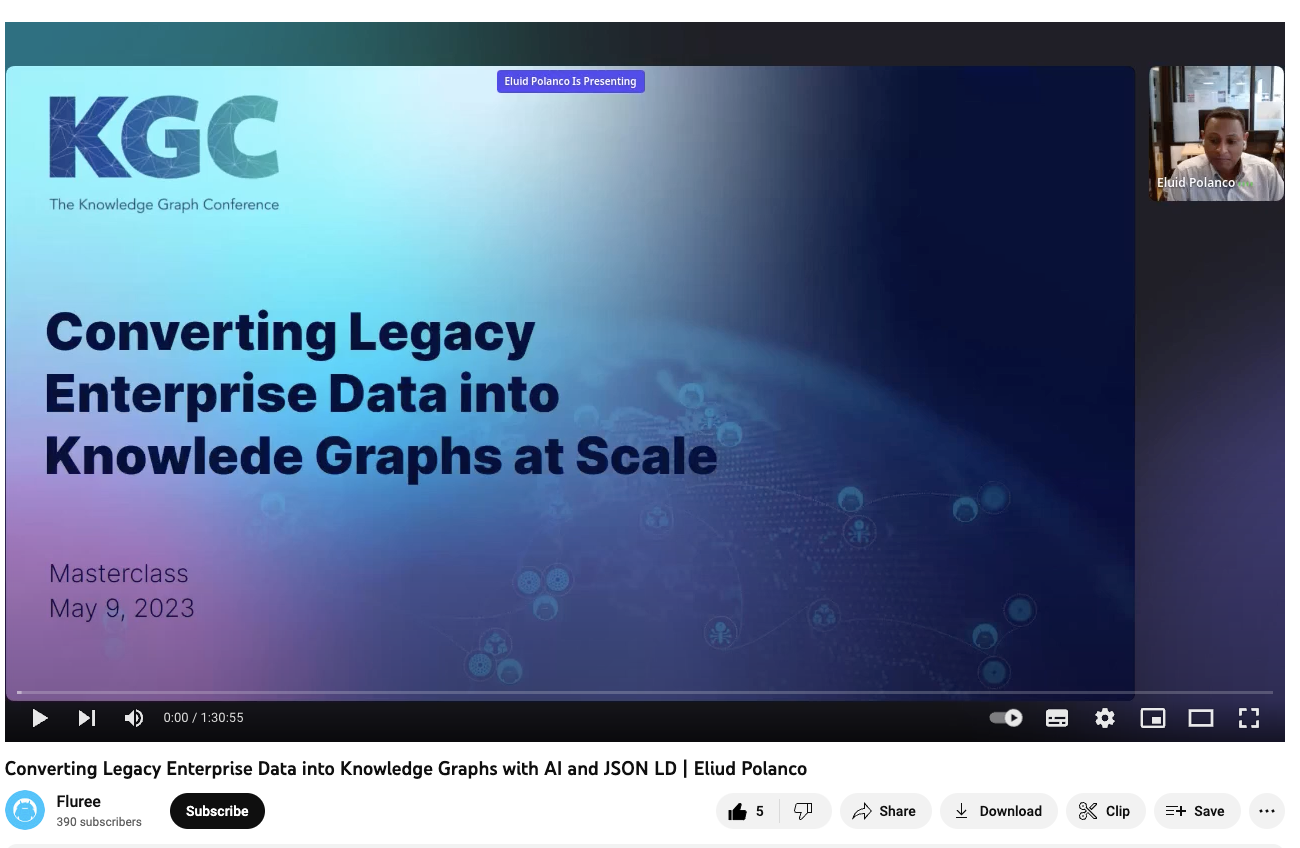 Eluid Polanco Is Presenting
KGC
The Knowledge Graph Conference
Eluid Polanco
Converting Legacy
Enterprise Data into
Knowlede Graphs at Scale
Masterclass
May 9, 2023
0:00 / 1:30:55
Converting Legacy Enterprise Data into Knowledge Graphs with AI and JSON LD | Eliud Polanco
Fluree
390 subscribers
Subscribe
5
Share
Download
Clip
Save